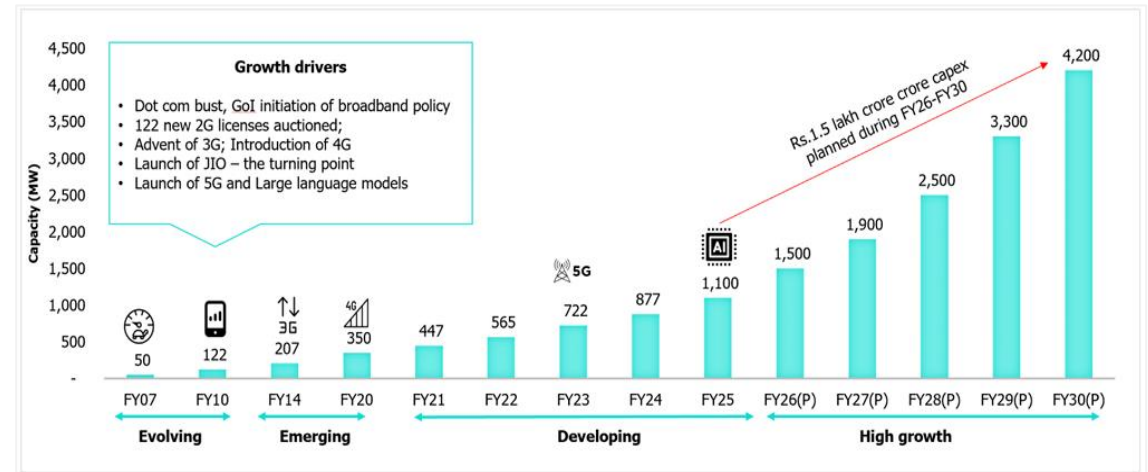 4,500
4,000
3,500
3,000
2,500
2,000
1,500
1,000
500
-
Capacity (MW)
Growth drivers
• Dot com bust, GoI initiation of broadband policy
• 122 new 2G licenses auctioned;
• Advent of 3G; Introduction of 4G
• Launch of JIO – the turning point
• Launch of 5G and Large language models
Rs.1.5 lakh crore crore capex
planned during FY26-FY30
3G
4G
5G
AI
50
122
207
350
447
565
722
877
1,100
1,500
1,900
2,500
3,300
4,200
FY07 FY10 FY14 FY20 FY21 FY22 FY23 FY24 FY25 FY26(P) FY27(P) FY28(P) FY29(P) FY30(P)
Evolving Emerging Developing High growth